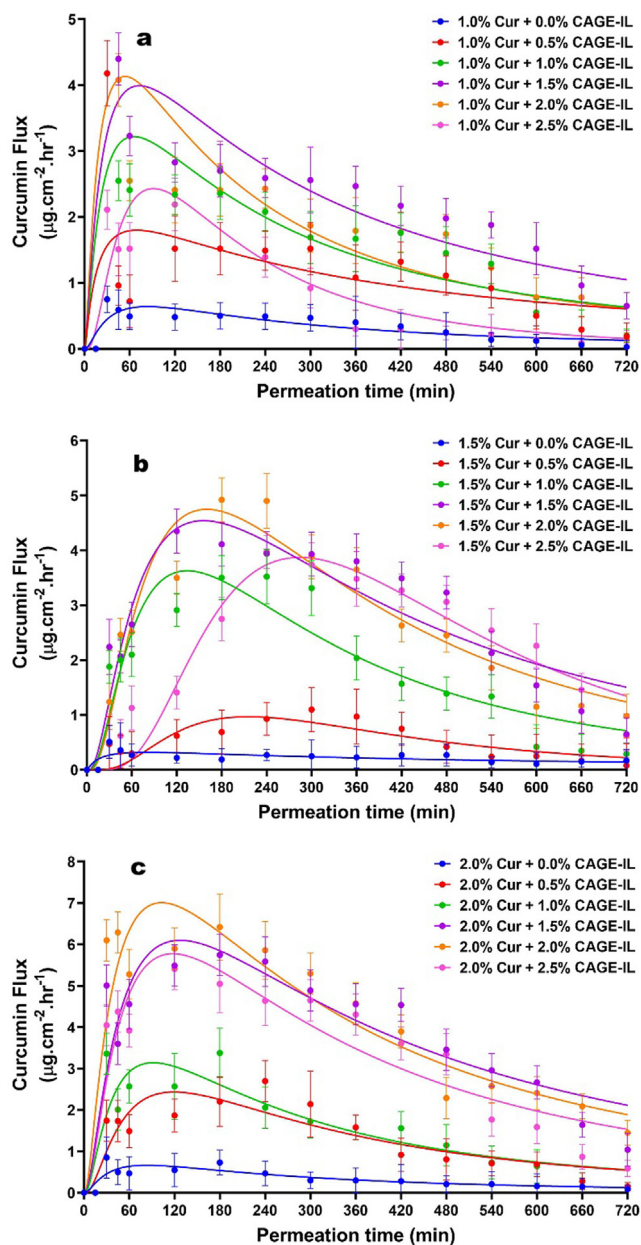 a
1.0% Cur + 0.0% CAGE-IL
1.0% Cur + 0.5% CAGE-IL
1.0% Cur + 1.0% CAGE-IL
1.0% Cur + 1.5% CAGE-IL
1.0% Cur + 2.0% CAGE-IL
1.0% Cur + 2.5% CAGE-IL
Curcumin Flux
(µg.cm⁻².hr⁻¹)
5
4
3
2
1
0
0 60 120 180 240 300 360 420 480 540 600 660 720
Permeation time (min)
b
1.5% Cur + 0.0% CAGE-IL
1.5% Cur + 0.5% CAGE-IL
1.5% Cur + 1.0% CAGE-IL
1.5% Cur + 1.5% CAGE-IL
1.5% Cur + 2.0% CAGE-IL
1.5% Cur + 2.5% CAGE-IL
Curcumin Flux
(µg.cm⁻².hr⁻¹)
6
5
4
3
2
1
0
0 60 120 180 240 300 360 420 480 540 600 660 720
Permeation time (min)
c
2.0% Cur + 0.0% CAGE-IL
2.0% Cur + 0.5% CAGE-IL
2.0% Cur + 1.0% CAGE-IL
2.0% Cur + 1.5% CAGE-IL
2.0% Cur + 2.0% CAGE-IL
2.0% Cur + 2.5% CAGE-IL
Curcumin Flux
(µg.cm⁻².hr⁻¹)
8
7
6
5
4
3
2
1
0
0 60 120 180 240 300 360 420 480 540 600 660 720
Permeation time (min)